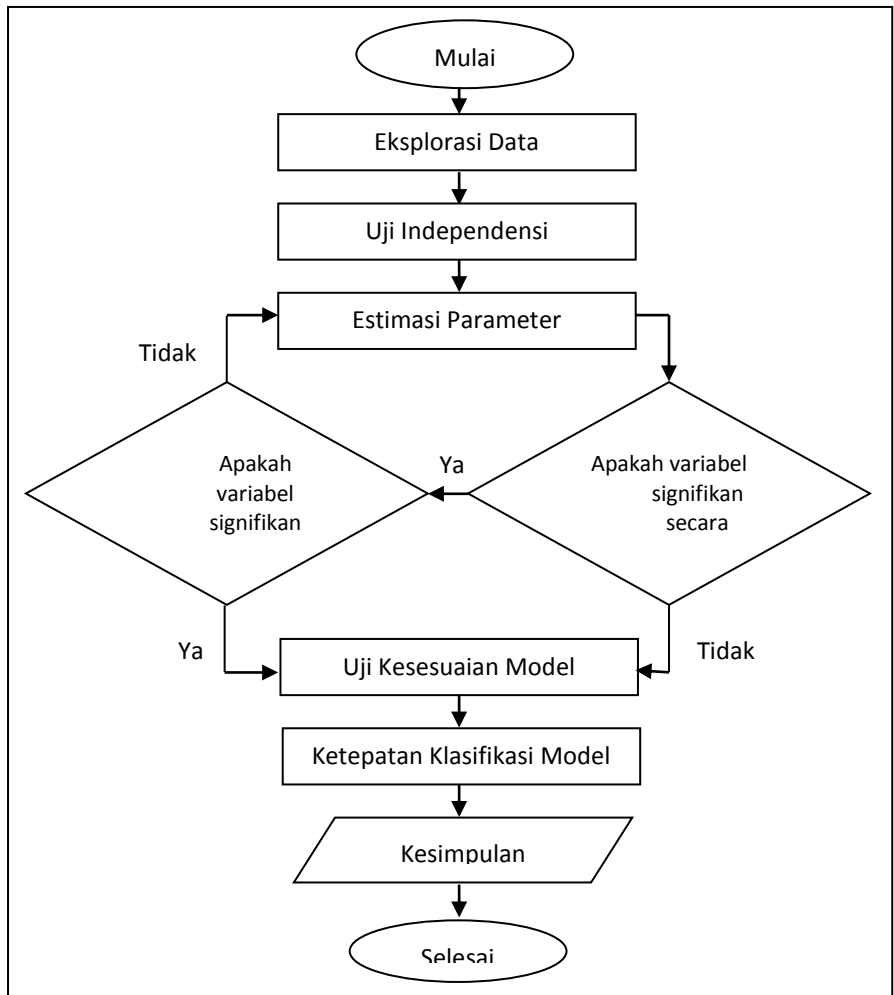 Mulai
Eksplorasi Data
Uji Independensi
Estimasi Parameter
Tidak
Apakah variabel
signifikan
secara
Ya
Apakah
variabel
signifikan
Ya
Tidak
Uji Kesesuaian Model
Ketepatan Klasifikasi Model
Kesimpulan
Selesai